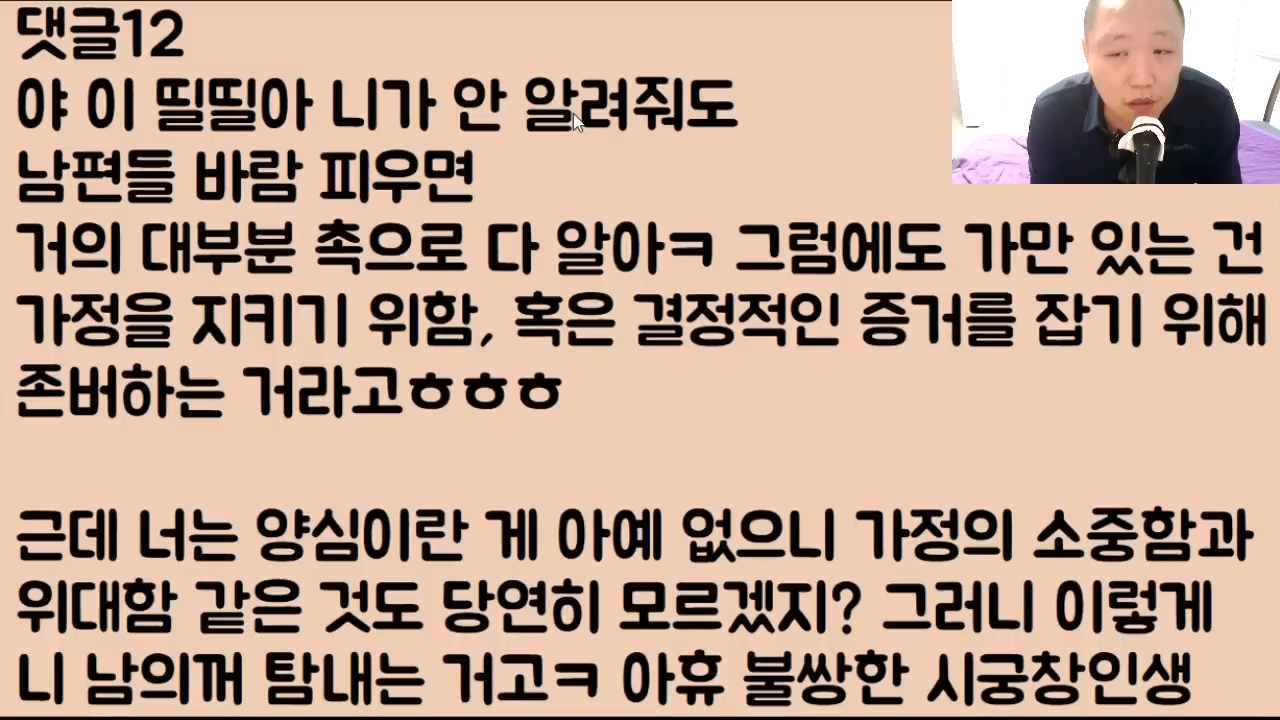 댓글12
야 이 띨띨아 니가 안 알려줘도
남편들 바람 피우면
거의 대부분 촉으로 다 알아ㅋ 그럼에도 가만 있는 건
가정을 지키기 위함, 혹은 결정적인 증거를 잡기 위해
존버하는 거라고ㅎㅎㅎ
근데 너는 양심이란 게 아예 없으니 가정의 소중함과
위대함 같은 것도 당연히 모르겠지? 그러니 이렇게
니 남의꺼 탐내는 거고ㅋ 아휴 불쌍한 시궁창인생